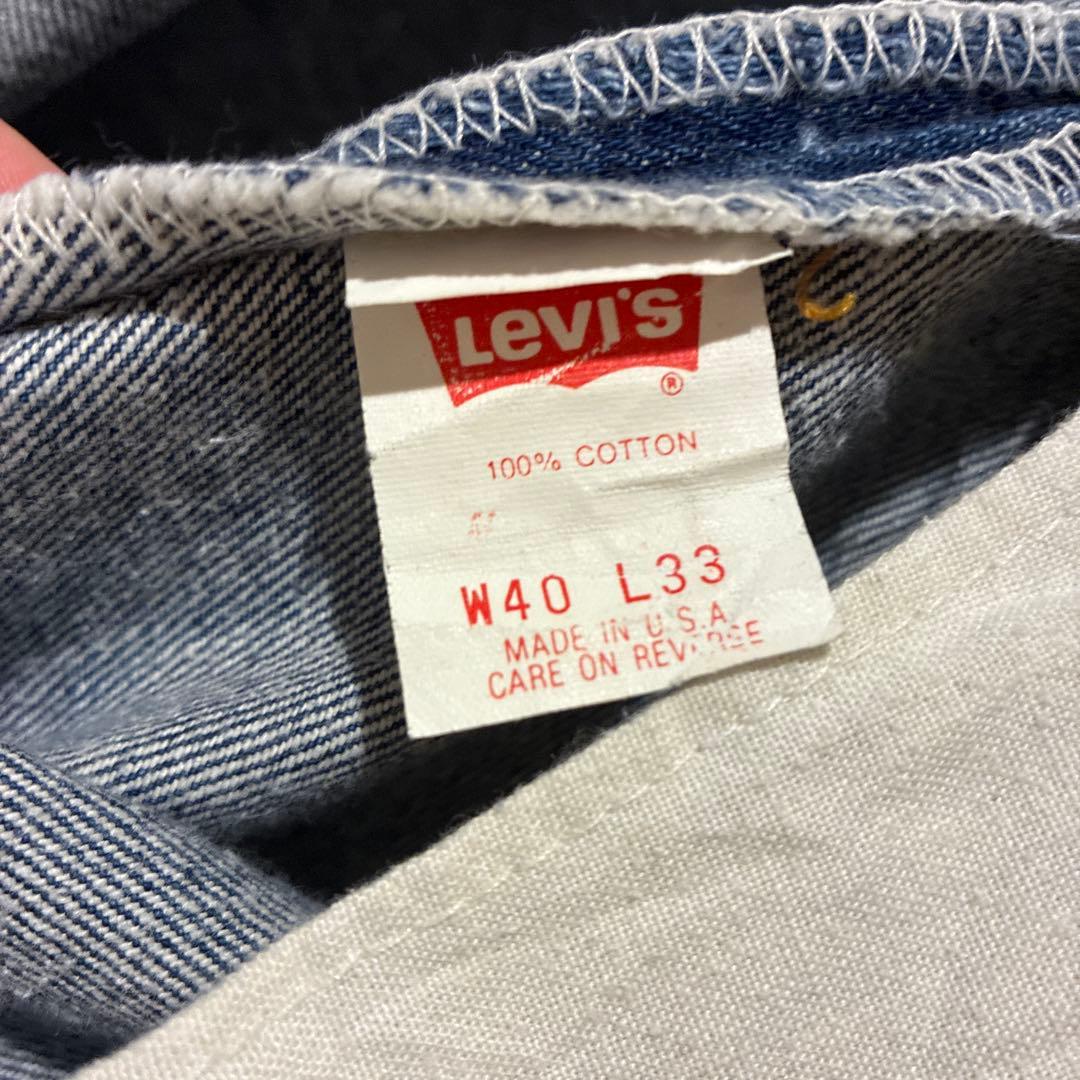 Levi's
®
100% COTTON
W40 L33
MADE IN U.S.A.
CARE ON REVERSE